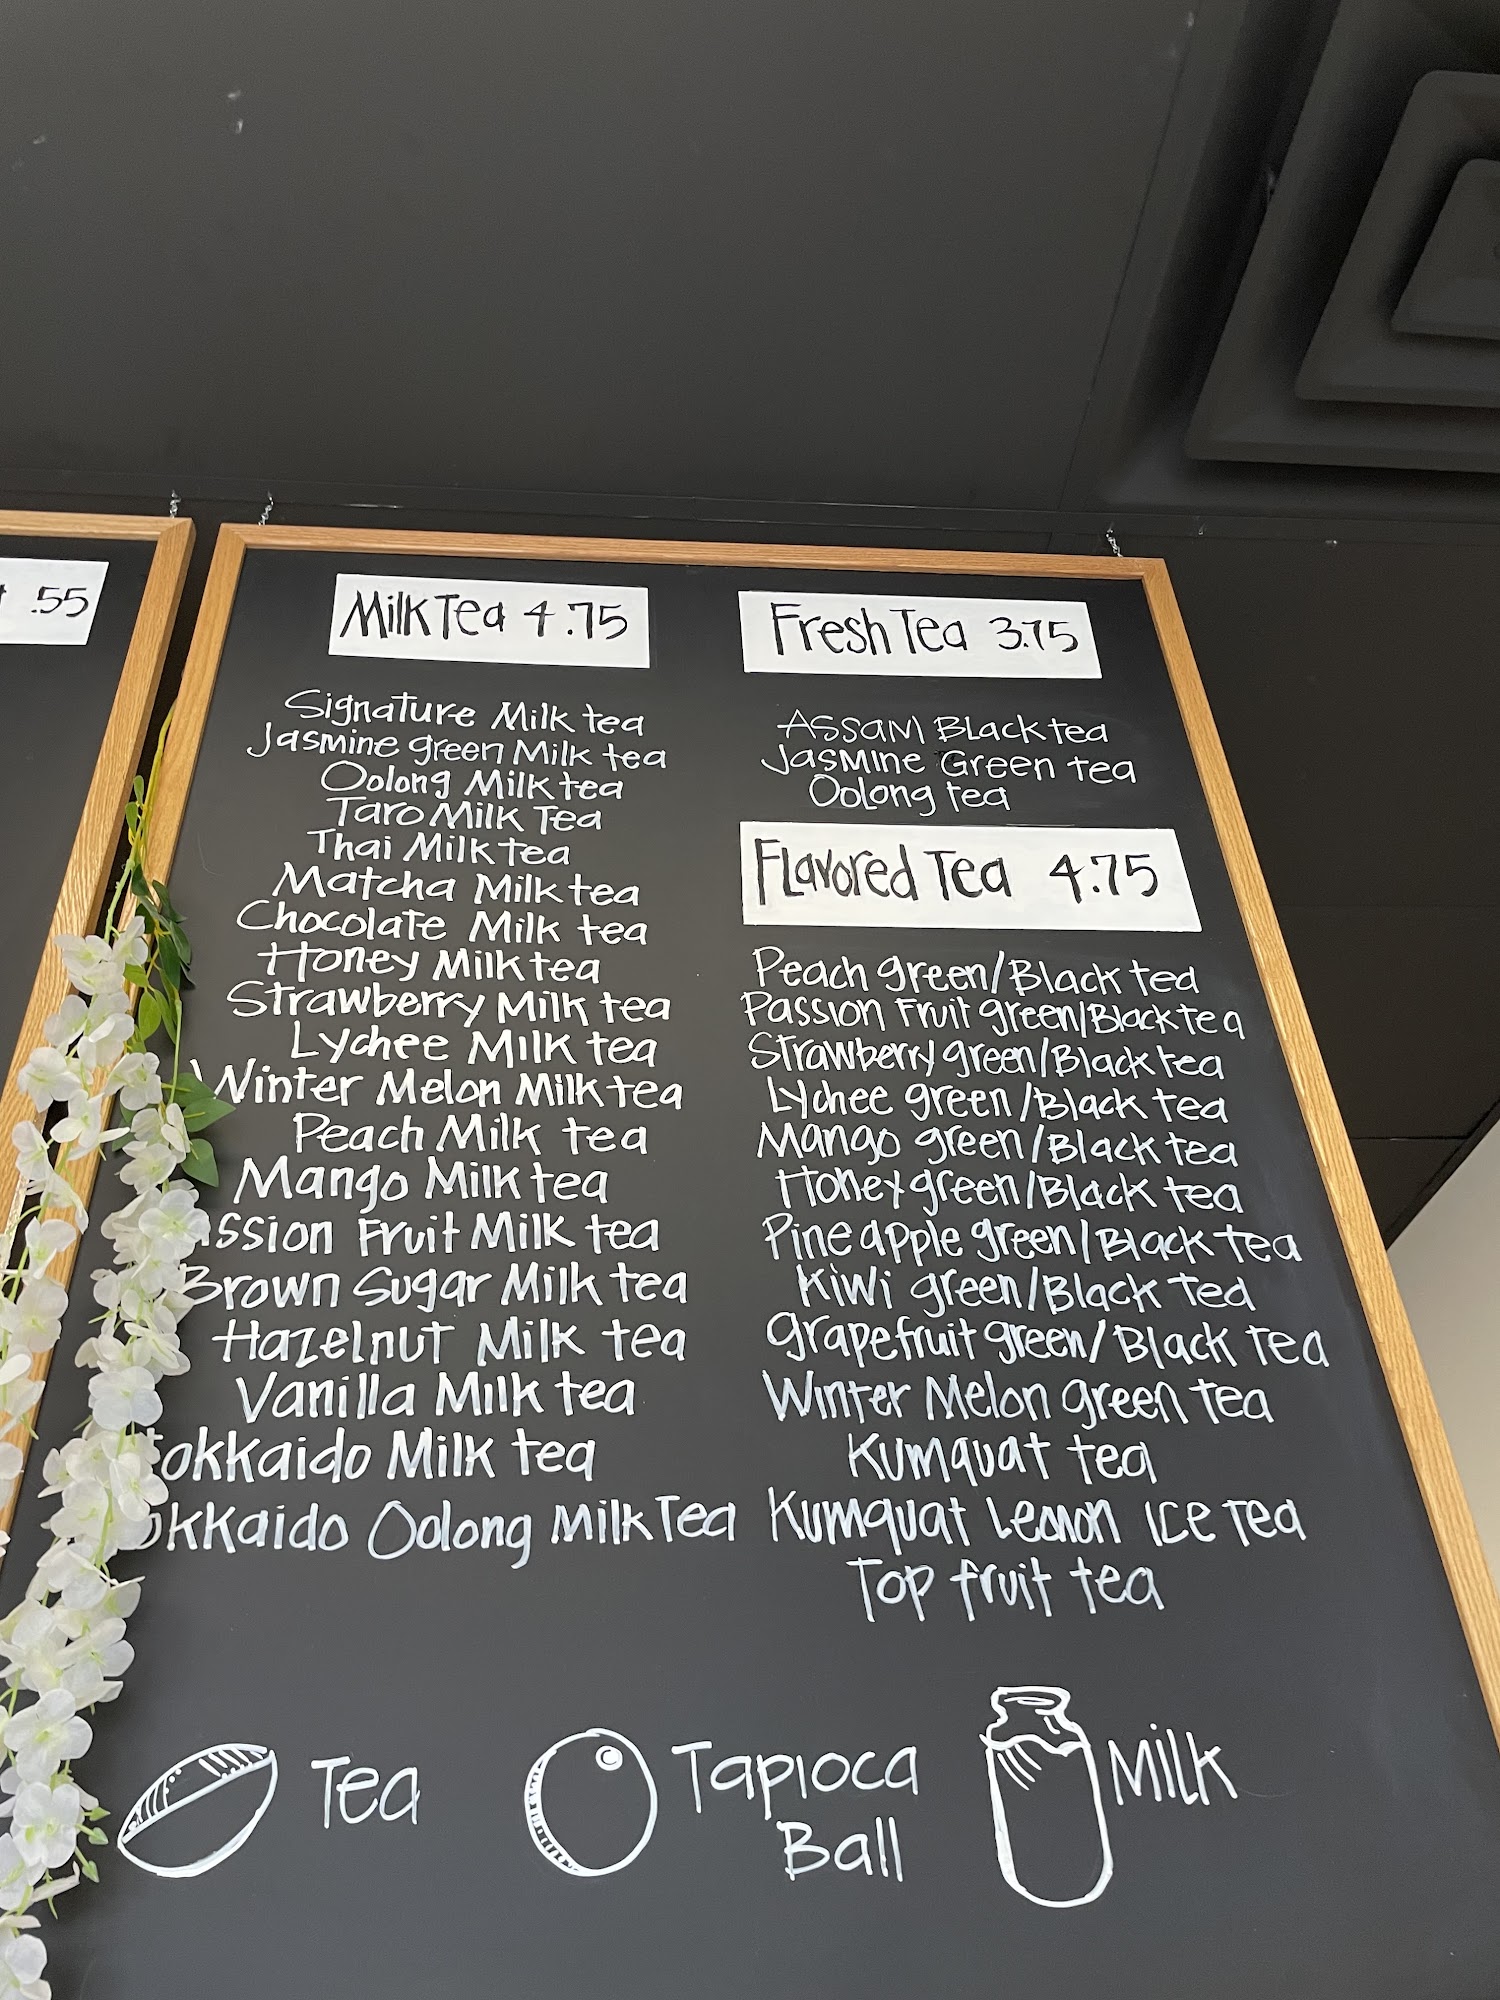 .55
Milk Tea 4.75
Signature Milk tea
Jasmine green Milk tea
Oolong Milk tea
Taro Milk Tea
Thai Milk tea
Matcha Milk tea
Chocolate Milk tea
Honey Milk tea
Strawberry Milk tea
Lychee Milk tea
Winter Melon Milk tea
Peach Milk tea
Mango Milk tea
ssion Fruit Milk tea
Brown Sugar Milk tea
Hazelnut Milk tea
Vanilla Milk tea
okkaido Milk tea
okkaido Oolong Milk Tea
Fresh Tea 3.75
Assam Black tea
Jasmine Green tea
Oolong tea
Flavored Tea 4.75
Peach green/Black tea
Passion Fruit green/Black tea
Strawberry green/Black tea
Lychee green/Black tea
Mango green/Black tea
Honey green/Black tea
Pineapple green/Black tea
Kiwi green/Black tea
grapefruit green/Black tea
Winter Melon green tea
Kumquat tea
Kumquat Lemon Ice Tea
Top fruit tea
Tea
Tapioca
Ball
Milk